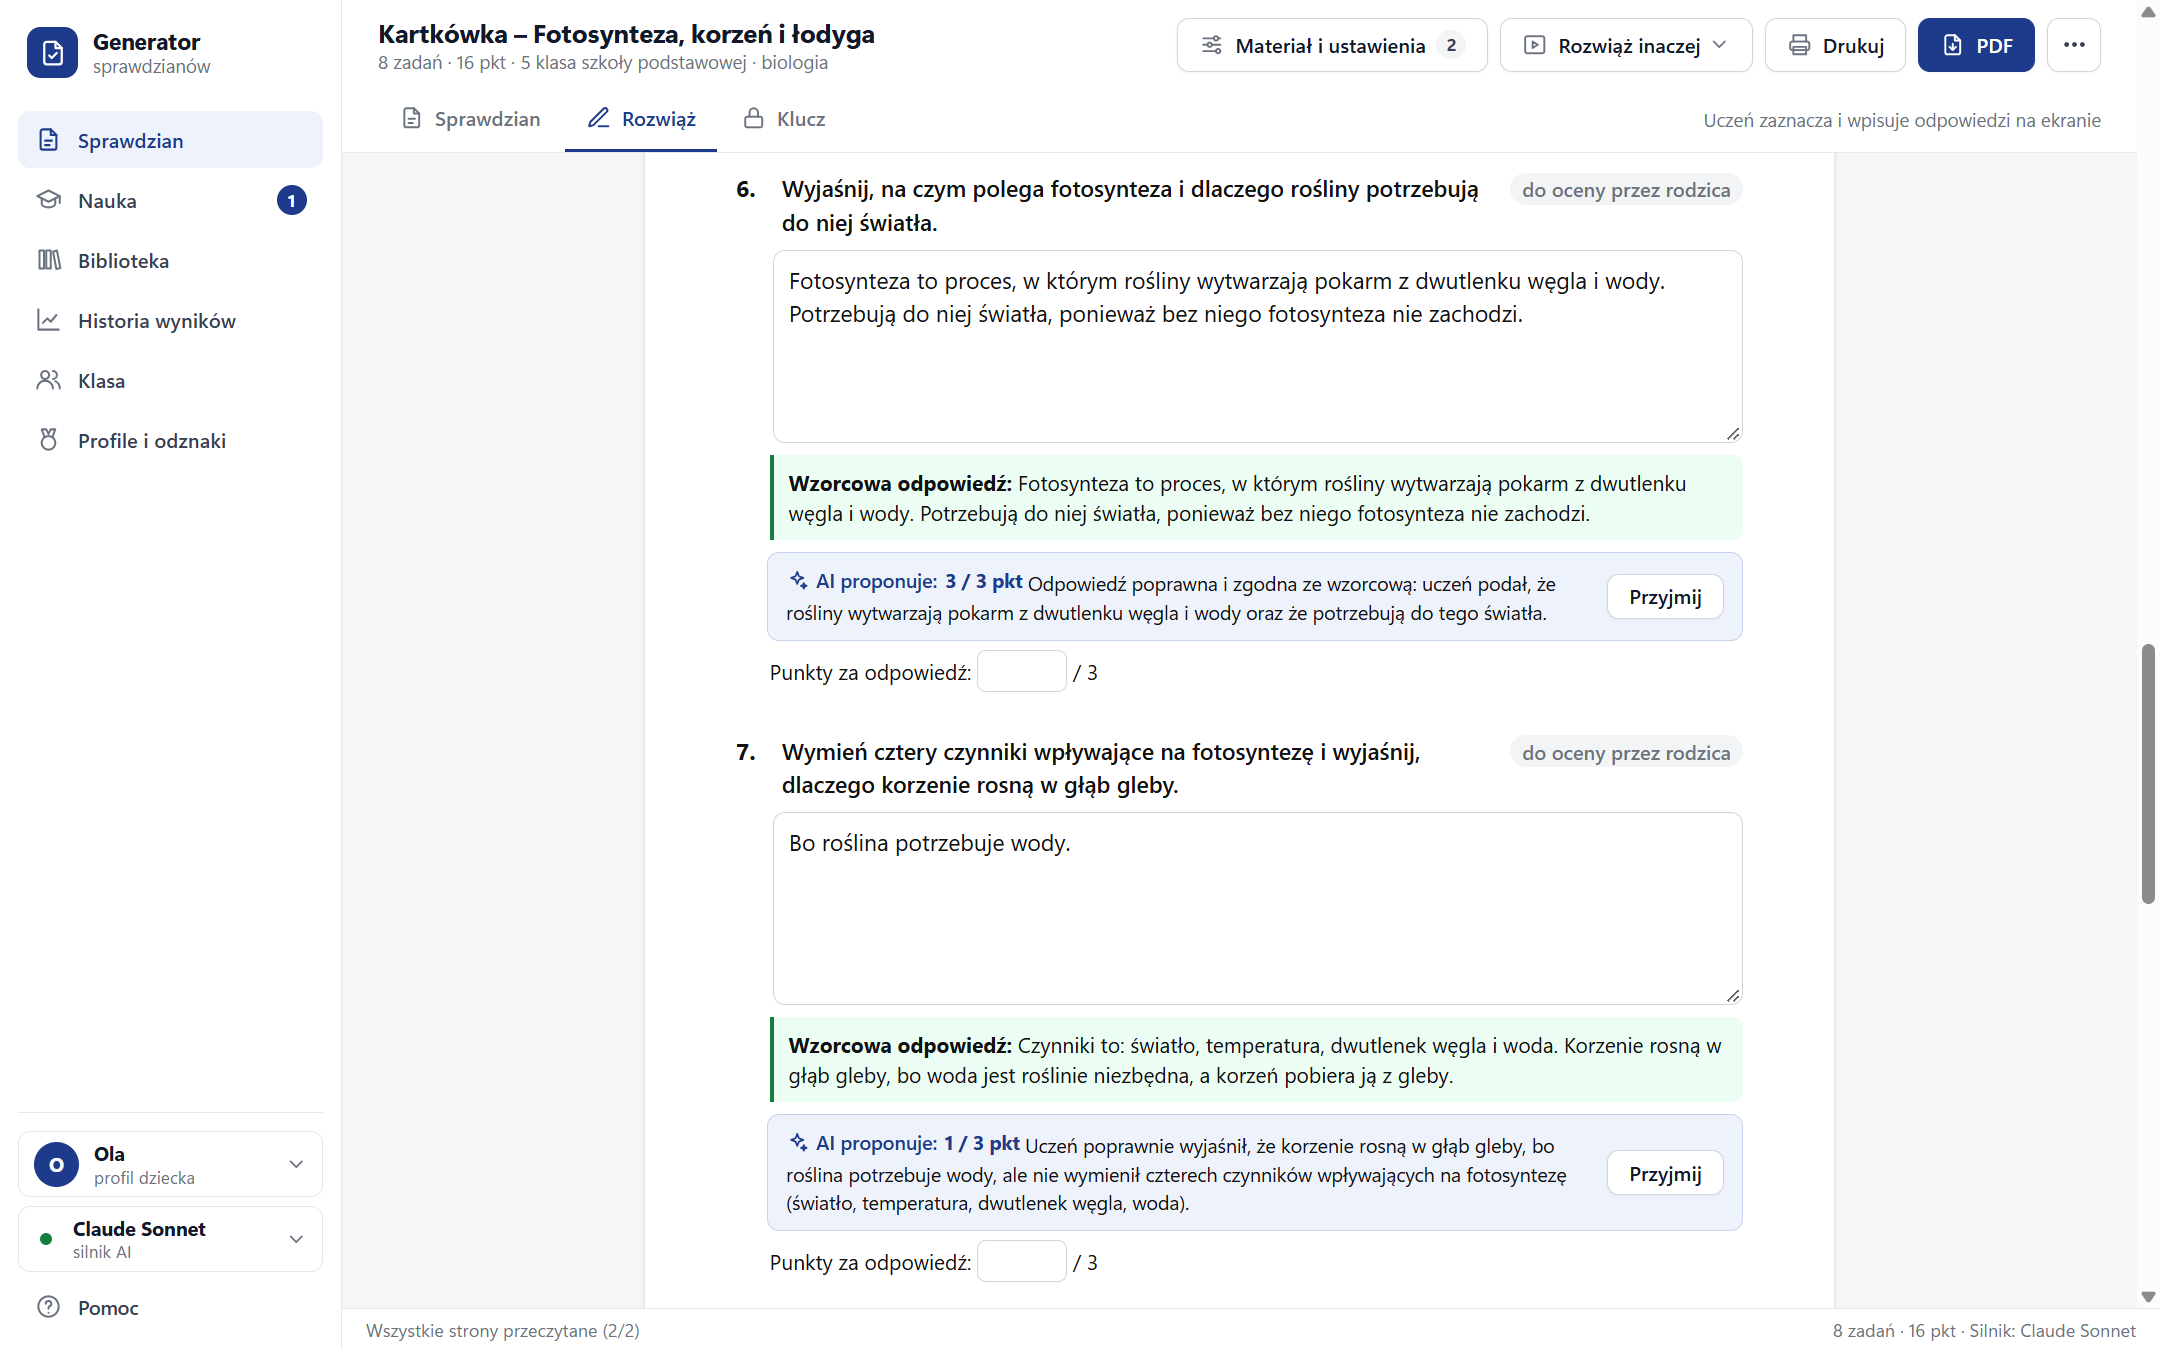 Generator
sprawdzianów
Sprawdzian
Nauka 1
Biblioteka
Historia wyników
Klasa
Profile i odznaki
O
Ola
profil dziecka
Claude Sonnet
silnik AI
Pomoc
Kartkówka – Fotosynteza, korzeń i łodyga
8 zadań · 16 pkt · 5 klasa szkoły podstawowej · biologia
Materiał i ustawienia 2
Rozwiąż inaczej
Drukuj
PDF
Sprawdzian
Rozwiąż
Klucz
Uczeń zaznacza i wpisuje odpowiedzi na ekranie
6. Wyjaśnij, na czym polega fotosynteza i dlaczego rośliny potrzebują
do niej światła.
do oceny przez rodzica
Fotosynteza to proces, w którym rośliny wytwarzają pokarm z dwutlenku węgla i wody.
Potrzebują do niej światła, ponieważ bez niego fotosynteza nie zachodzi.
Wzorcowa odpowiedź: Fotosynteza to proces, w którym rośliny wytwarzają pokarm z dwutlenku
węgla i wody. Potrzebują do niej światła, ponieważ bez niego fotosynteza nie zachodzi.
AI proponuje: 3 / 3 pkt Odpowiedź poprawna i zgodna ze wzorcową: uczeń podał, że
rośliny wytwarzają pokarm z dwutlenku węgla i wody oraz że potrzebują do tego światła.
Przyjmij
Punkty za odpowiedź: / 3
7. Wymień cztery czynniki wpływające na fotosyntezę i wyjaśnij,
dlaczego korzenie rosną w głąb gleby.
do oceny przez rodzica
Bo roślina potrzebuje wody.
Wzorcowa odpowiedź: Czynniki to: światło, temperatura, dwutlenek węgla i woda. Korzenie rosną w
głąb gleby, bo woda jest roślinie niezbędna, a korzeń pobiera ją z gleby.
AI proponuje: 1 / 3 pkt Uczeń poprawnie wyjaśnił, że korzenie rosną w głąb gleby, bo
roślina potrzebuje wody, ale nie wymienił czterech czynników wpływających na fotosyntezę
(światło, temperatura, dwutlenek węgla, woda).
Przyjmij
Punkty za odpowiedź: / 3
Wszystkie strony przeczytane (2/2)
8 zadań · 16 pkt · Silnik: Claude Sonnet